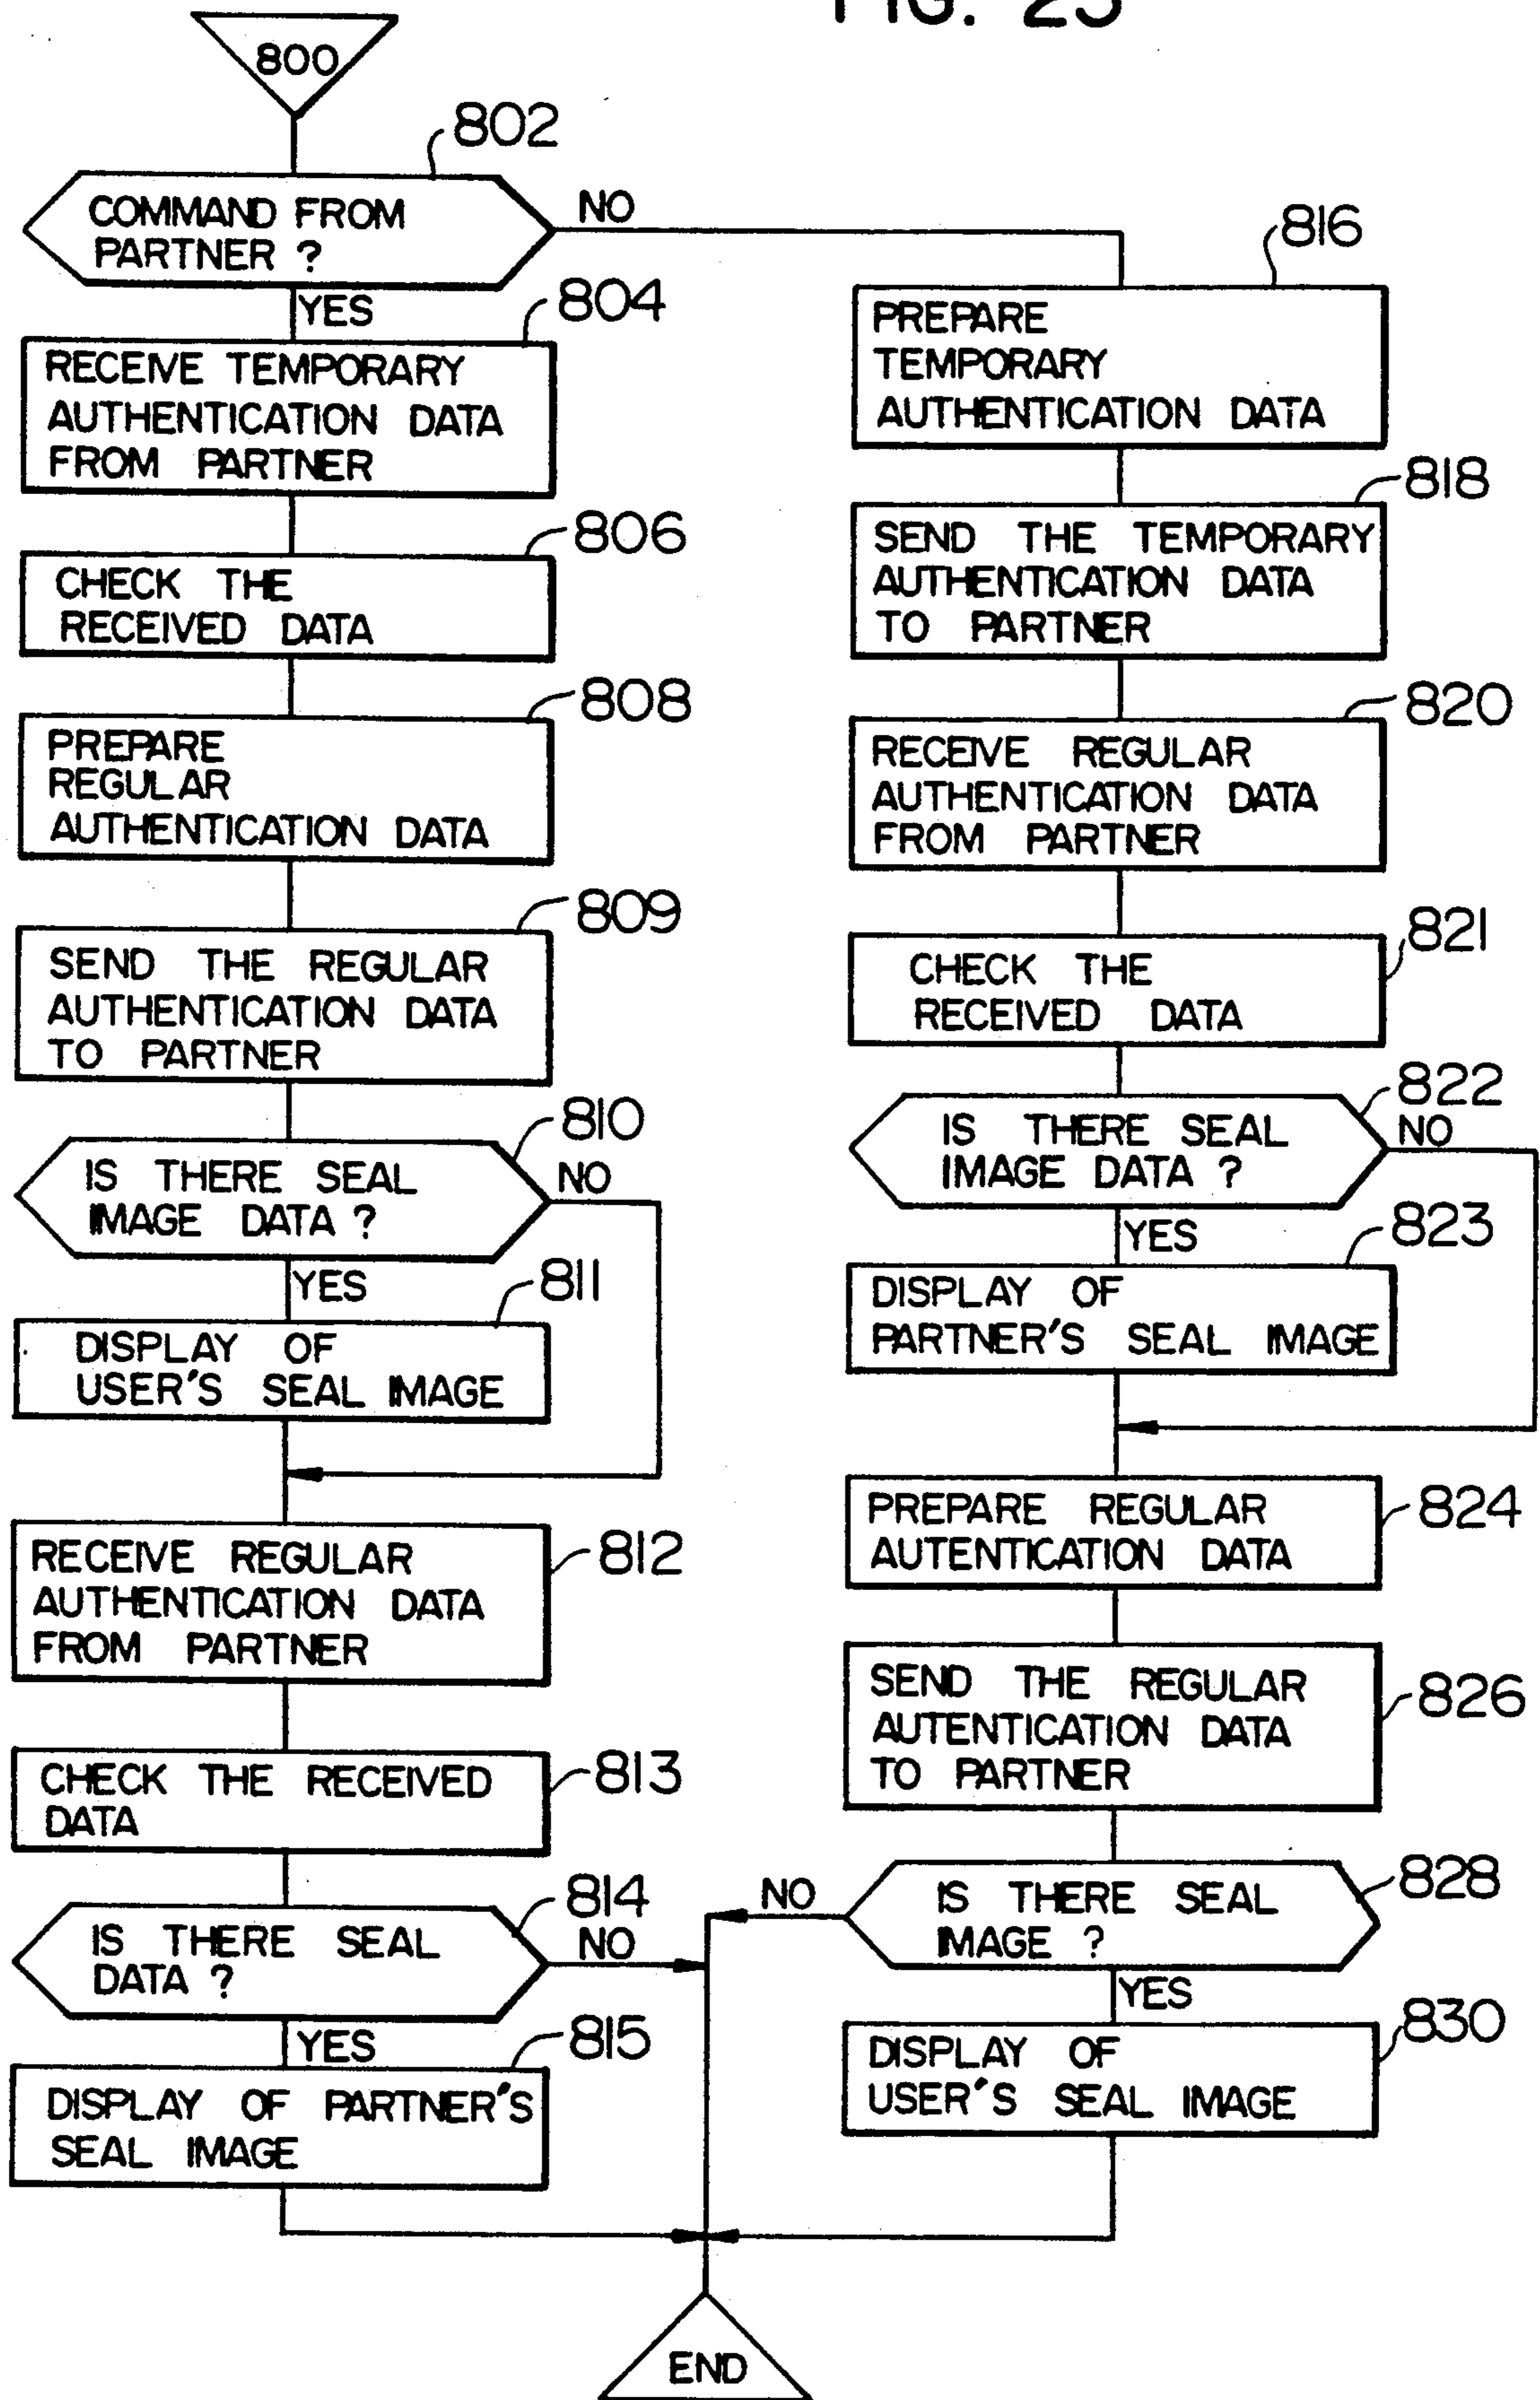 FIG. 25
800
802
COMMAND FROM
PARTNER ?
NO
YES
804
RECEIVE TEMPORARY
AUTHENTICATION DATA
FROM PARTNER
806
CHECK THE
RECEIVED DATA
808
PREPARE
REGULAR
AUTHENTICATION DATA
809
SEND THE REGULAR
AUTHENTICATION DATA
TO PARTNER
810
IS THERE SEAL
IMAGE DATA ?
NO
YES
811
DISPLAY OF
USER'S SEAL IMAGE
812
RECEIVE REGULAR
AUTHENTICATION DATA
FROM PARTNER
813
CHECK THE RECEIVED
DATA
814
IS THERE SEAL
DATA ?
NO
YES
815
DISPLAY OF PARTNER'S
SEAL IMAGE
816
PREPARE
TEMPORARY
AUTHENTICATION DATA
818
SEND THE TEMPORARY
AUTHENTICATION DATA
TO PARTNER
820
RECEIVE REGULAR
AUTHENTICATION DATA
FROM PARTNER
821
CHECK THE
RECEIVED DATA
822
IS THERE SEAL
IMAGE DATA ?
NO
YES
823
DISPLAY OF
PARTNER'S SEAL IMAGE
824
PREPARE REGULAR
AUTENTICATION DATA
826
SEND THE REGULAR
AUTENTICATION DATA
TO PARTNER
828
IS THERE SEAL
IMAGE ?
NO
YES
830
DISPLAY OF
USER'S SEAL IMAGE
END